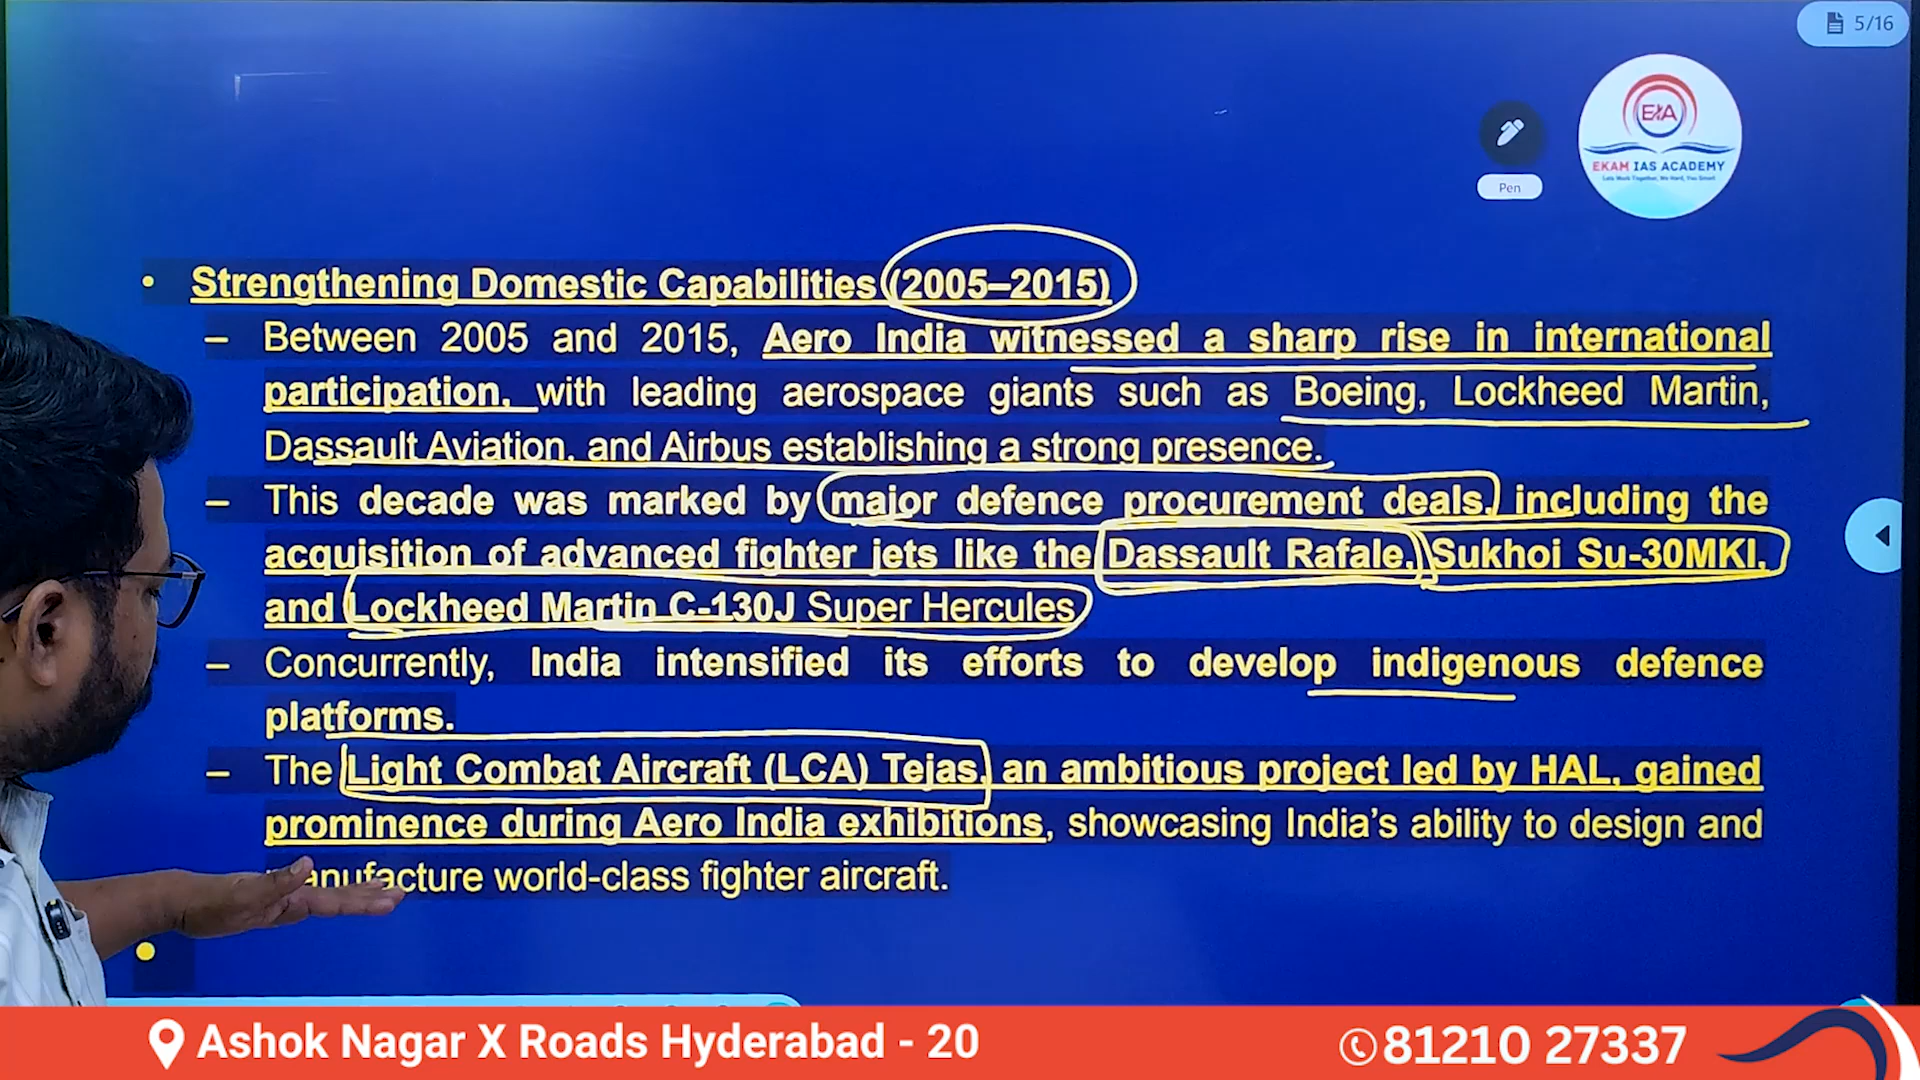 5/16
EKAM IAS ACADEMY
Pen
• Strengthening Domestic Capabilities (2005–2015)
– Between 2005 and 2015, Aero India witnessed a sharp rise in international
participation, with leading aerospace giants such as Boeing, Lockheed Martin,
Dassault Aviation, and Airbus establishing a strong presence.
– This decade was marked by major defence procurement deals, including the
acquisition of advanced fighter jets like the Dassault Rafale, Sukhoi Su-30MKI,
and Lockheed Martin C-130J Super Hercules
– Concurrently, India intensified its efforts to develop indigenous defence
platforms.
– The Light Combat Aircraft (LCA) Tejas, an ambitious project led by HAL, gained
prominence during Aero India exhibitions, showcasing India's ability to design and
manufacture world-class fighter aircraft.
Ashok Nagar X Roads Hyderabad - 20
81210 27337